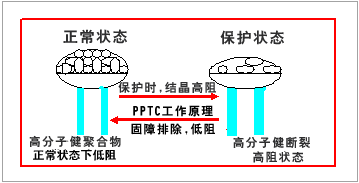 正常状态
保护状态
保护时,结晶高阻
PPTC工作原理
固障排除,低阻
高分子健聚合物
正常状态下低阻
高分子健断裂
高阻状态